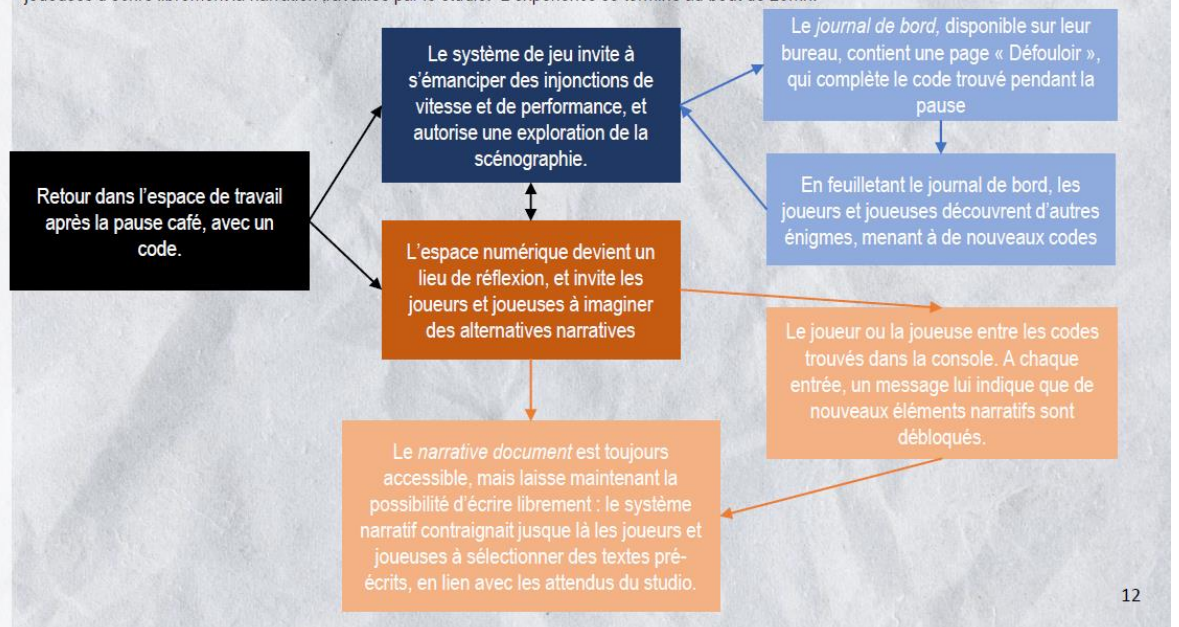 Le système de jeu invite à
s'émanciper des injonctions de
vitesse et de performance, et
autorise une exploration de la
scénographie.
Le journal de bord, disponible sur leur
bureau, contient une page « Défouloir »,
qui complète le code trouvé pendant la
pause
Retour dans l'espace de travail
après la pause café, avec un
code.
En feuilletant le journal de bord, les
joueurs et joueuses découvrent d'autres
énigmes, menant à de nouveaux codes
L'espace numérique devient un
lieu de réflexion, et invite les
joueurs et joueuses à imaginer
des alternatives narratives
Le joueur ou la joueuse entre les codes
trouvés dans la console. A chaque
entrée, un message lui indique que de
nouveaux éléments narratifs sont
débloqués.
Le narrative document est toujours
accessible, mais laisse maintenant la
possibilité d'écrire librement : le système
narratif contraignait jusque là les joueurs et
joueuses à sélectionner des textes pré-
écrits, en lien avec les attendus du studio.
12